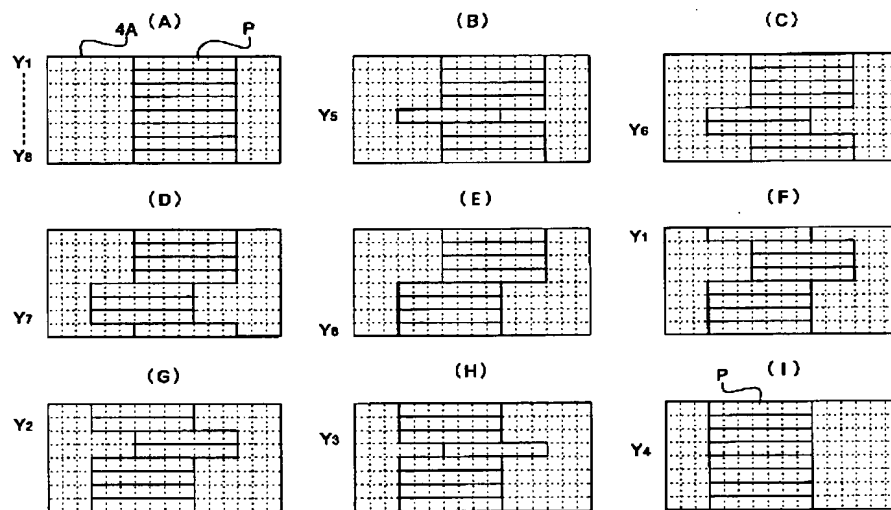 (A) (B) (C)
4A P
Y1
Y5
Y6
Y8
(D) (E) (F)
Y1
Y7 Y8
(G) (H) (I)
P
Y2 Y3 Y4